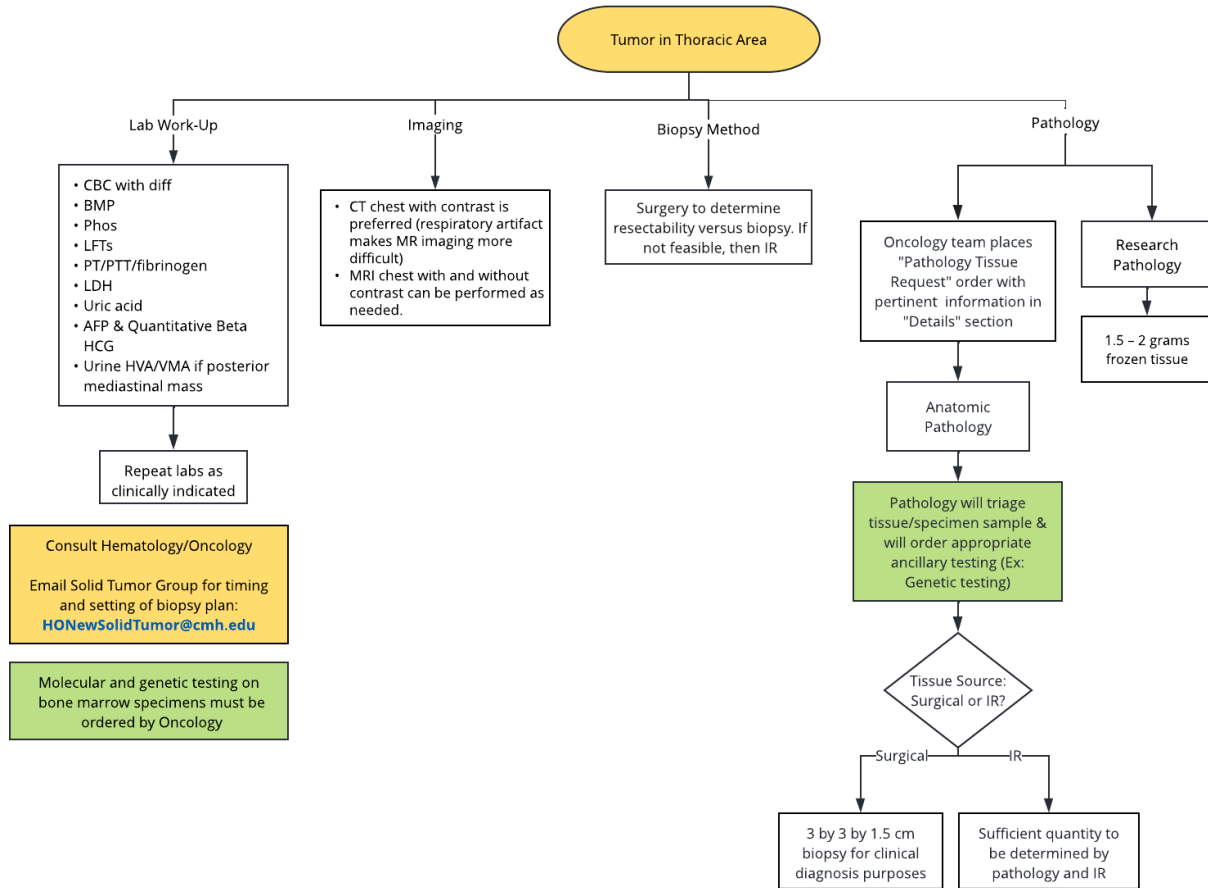 Tumor in Thoracic Area
Lab Work-Up
Imaging
Biopsy Method
Pathology
• CBC with diff
• BMP
• Phos
• LFTs
• PT/PTT/fibrinogen
• LDH
• Uric acid
• AFP & Quantitative Beta
HCG
• Urine HVA/VMA if posterior
mediastinal mass
Repeat labs as
clinically indicated
• CT chest with contrast is
preferred (respiratory artifact
makes MR imaging more
difficult)
• MRI chest with and without
contrast can be performed as
needed.
Surgery to determine
resectability versus biopsy. If
not feasible, then IR
Oncology team places
"Pathology Tissue
Request" order with
pertinent information in
"Details" section
Research
Pathology
1.5 – 2 grams
frozen tissue
Anatomic
Pathology
Pathology will triage
tissue/specimen sample &
will order appropriate
ancillary testing (Ex:
Genetic testing)
Tissue Source:
Surgical or IR?
Surgical
IR
3 by 3 by 1.5 cm
biopsy for clinical
diagnosis purposes
Sufficient quantity to
be determined by
pathology and IR
Consult Hematology/Oncology
Email Solid Tumor Group for timing
and setting of biopsy plan:
HONewSolidTumor@cmh.edu
Molecular and genetic testing on
bone marrow specimens must be
ordered by Oncology